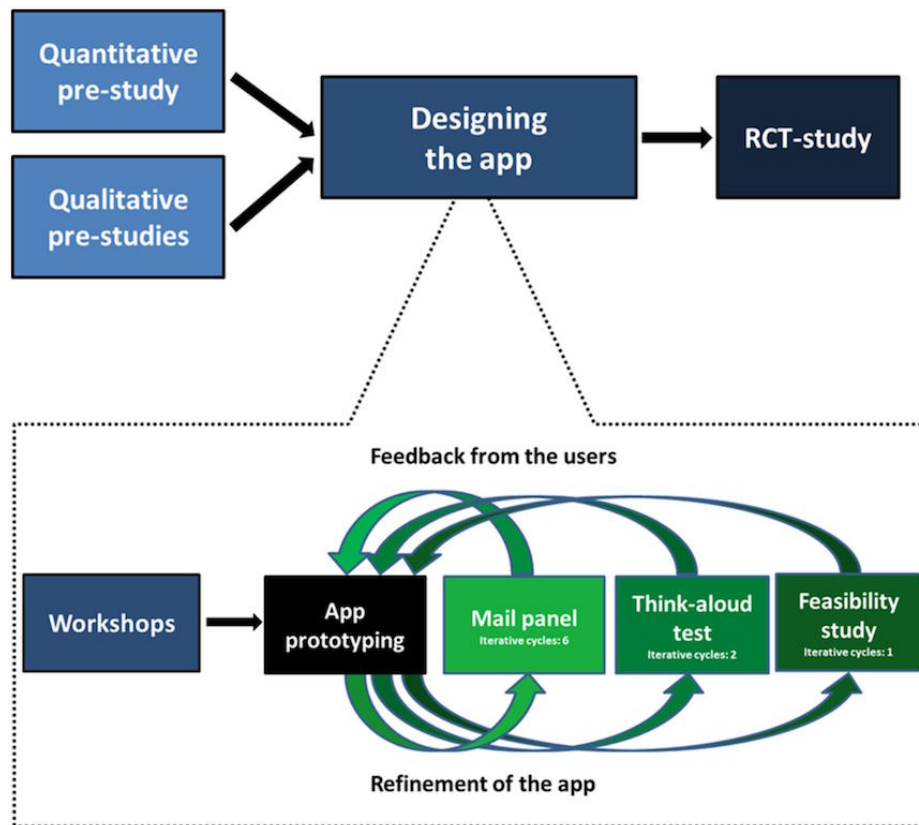 Quantitative
pre-study
Designing
the app
RCT-study
Qualitative
pre-studies
Feedback from the users
Workshops
App
prototyping
Mail panel
Iterative cycles: 6
Think-aloud
test
Iterative cycles: 2
Feasibility
study
Iterative cycles: 1
Refinement of the app